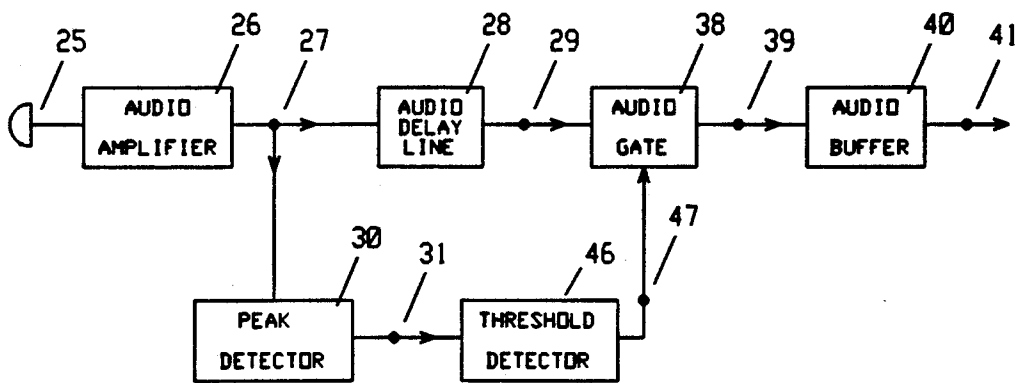 25
26
27
28
29
38
39
40
41
AUDIO
AMPLIFIER
AUDIO
DELAY
LINE
AUDIO
GATE
AUDIO
BUFFER
30
31
46
47
PEAK
DETECTOR
THRESHOLD
DETECTOR